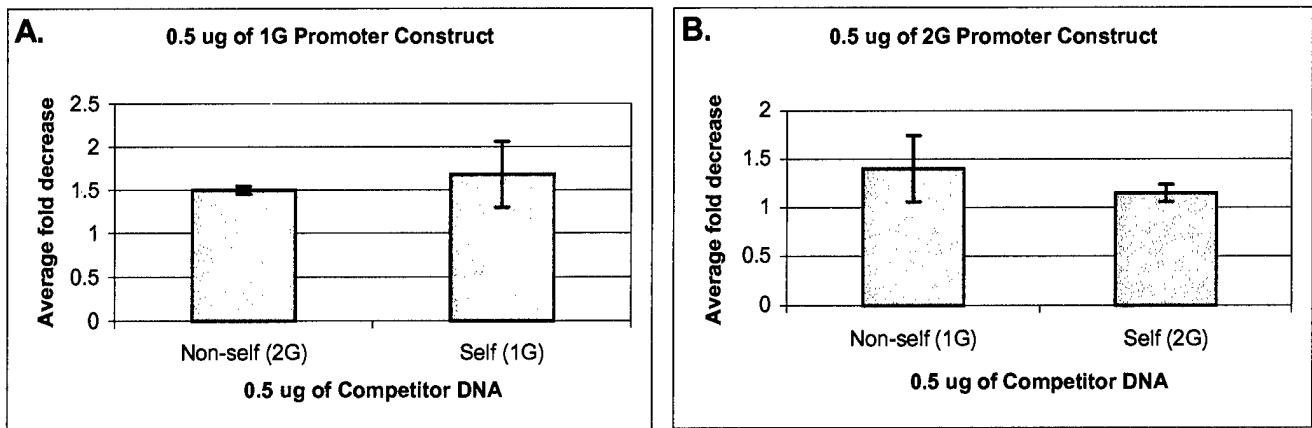 A.
0.5 ug of 1G Promoter Construct
Average fold decrease
2.5
2
1.5
1
0.5
0
Non-self (2G)
Self (1G)
0.5 ug of Competitor DNA
B.
0.5 ug of 2G Promoter Construct
Average fold decrease
2
1.5
1
0.5
0
Non-self (1G)
Self (2G)
0.5 ug of Competitor DNA